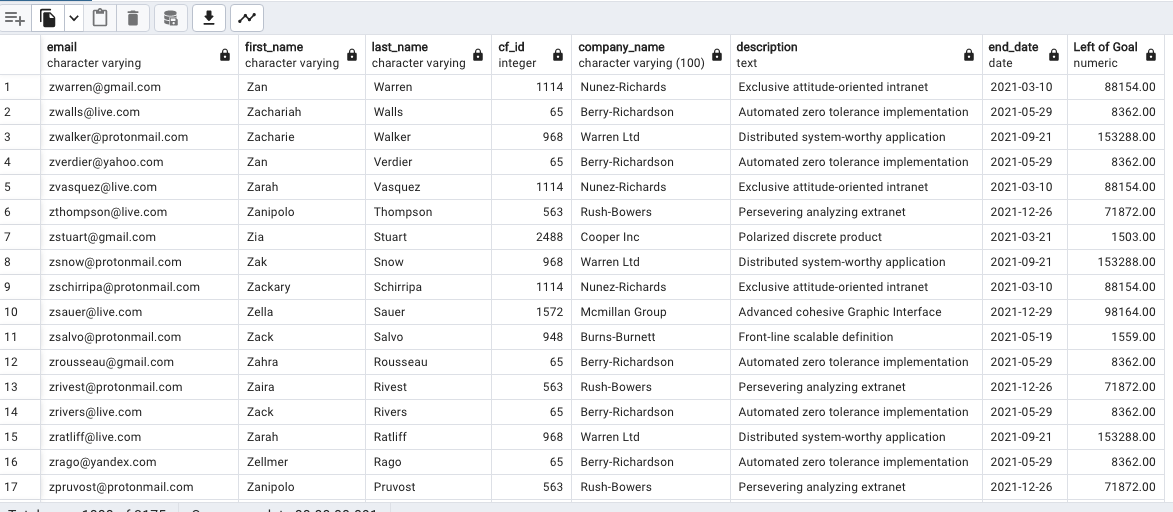 email first_name last_name cf_id company_name description end_date Left of Goal
character varying character varying character varying integer character varying (100) text date numeric
1 zwarren@gmail.com Zan Warren 1114 Nunez-Richards Exclusive attitude-oriented intranet 2021-03-10 88154.00
2 zwalls@live.com Zachariah Walls 65 Berry-Richardson Automated zero tolerance implementation 2021-05-29 8362.00
3 zwalker@protonmail.com Zacharie Walker 968 Warren Ltd Distributed system-worthy application 2021-09-21 153288.00
4 zverdier@yahoo.com Zan Verdier 65 Berry-Richardson Automated zero tolerance implementation 2021-05-29 8362.00
5 zvasquez@live.com Zarah Vasquez 1114 Nunez-Richards Exclusive attitude-oriented intranet 2021-03-10 88154.00
6 zthompson@live.com Zanipolo Thompson 563 Rush-Bowers Persevering analyzing extranet 2021-12-26 71872.00
7 zstuart@gmail.com Zia Stuart 2488 Cooper Inc Polarized discrete product 2021-03-21 1503.00
8 zsnow@protonmail.com Zak Snow 968 Warren Ltd Distributed system-worthy application 2021-09-21 153288.00
9 zschirripa@protonmail.com Zackary Schirripa 1114 Nunez-Richards Exclusive attitude-oriented intranet 2021-03-10 88154.00
10 zsauer@live.com Zella Sauer 1572 Mcmillan Group Advanced cohesive Graphic Interface 2021-12-29 98164.00
11 zsalvo@protonmail.com Zack Salvo 948 Burns-Burnett Front-line scalable definition 2021-05-19 1559.00
12 zrousseau@gmail.com Zahra Rousseau 65 Berry-Richardson Automated zero tolerance implementation 2021-05-29 8362.00
13 zrivest@protonmail.com Zaira Rivest 563 Rush-Bowers Persevering analyzing extranet 2021-12-26 71872.00
14 zrivers@live.com Zack Rivers 65 Berry-Richardson Automated zero tolerance implementation 2021-05-29 8362.00
15 zratliff@live.com Zarah Ratliff 968 Warren Ltd Distributed system-worthy application 2021-09-21 153288.00
16 zrago@yandex.com Zellmer Rago 65 Berry-Richardson Automated zero tolerance implementation 2021-05-29 8362.00
17 zpruvost@protonmail.com Zanipolo Pruvost 563 Rush-Bowers Persevering analyzing extranet 2021-12-26 71872.00